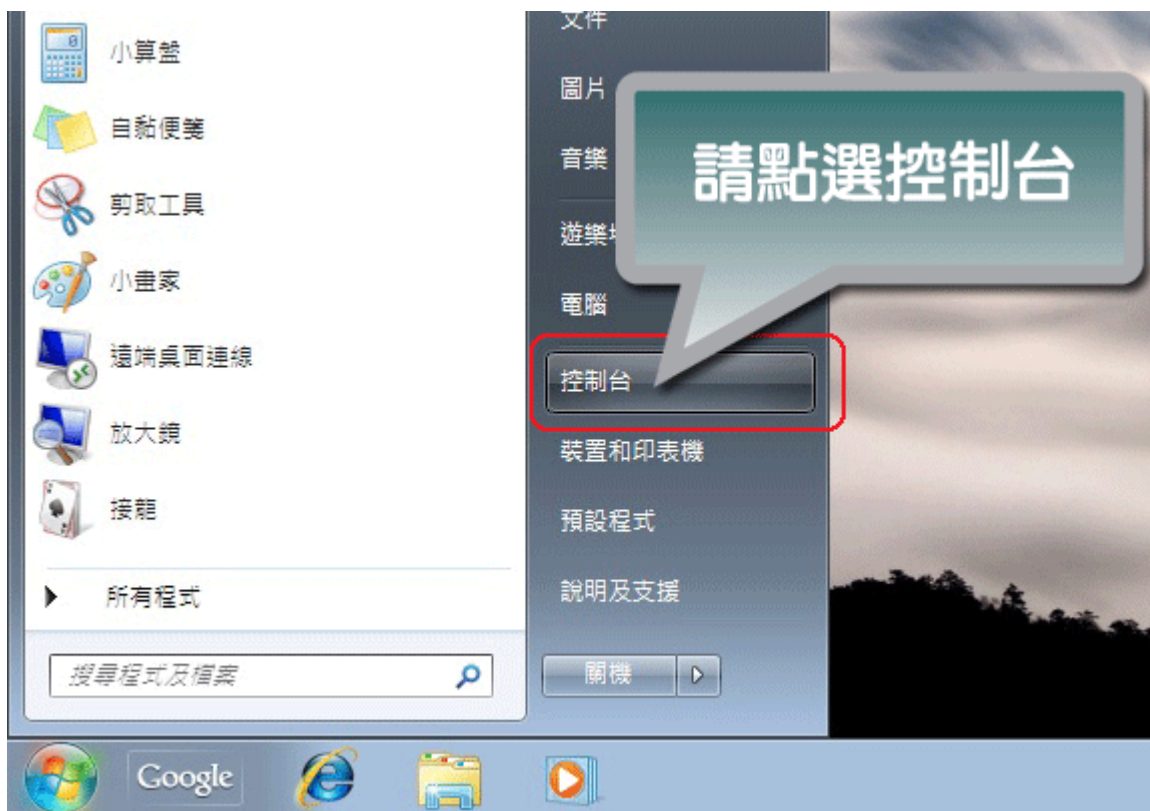 小算盤
自黏便箋
剪取工具
小畫家
遠端桌面連線
放大鏡
接龍
所有程式
搜尋程式及檔案
文件
圖片
音樂
遊樂
電腦
控制台
裝置和印表機
預設程式
說明及支援
關機
請點選控制台
Google